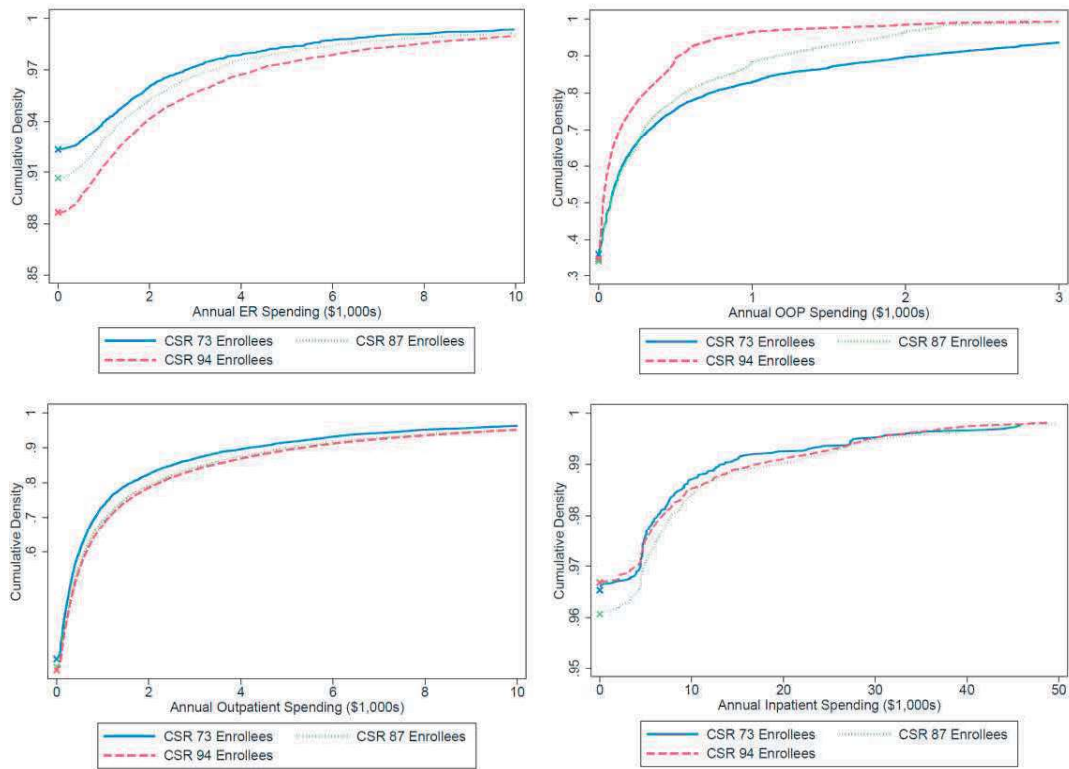 Cumulative Density
1
.97
.94
.91
.88
.85
0 2 4 6 8 10
Annual ER Spending ($1,000s)
CSR 73 Enrollees CSR 87 Enrollees
CSR 94 Enrollees
Cumulative Density
1
.9
.8
.7
.6
.5
.4
.3
0 1 2 3
Annual OOP Spending ($1,000s)
CSR 73 Enrollees CSR 87 Enrollees
CSR 94 Enrollees
Cumulative Density
1
.9
.8
.7
.6
0 2 4 6 8 10
Annual Outpatient Spending ($1,000s)
CSR 73 Enrollees CSR 87 Enrollees
CSR 94 Enrollees
Cumulative Density
1
.99
.98
.97
.96
.95
0 10 20 30 40 50
Annual Inpatient Spending ($1,000s)
CSR 73 Enrollees CSR 87 Enrollees
CSR 94 Enrollees